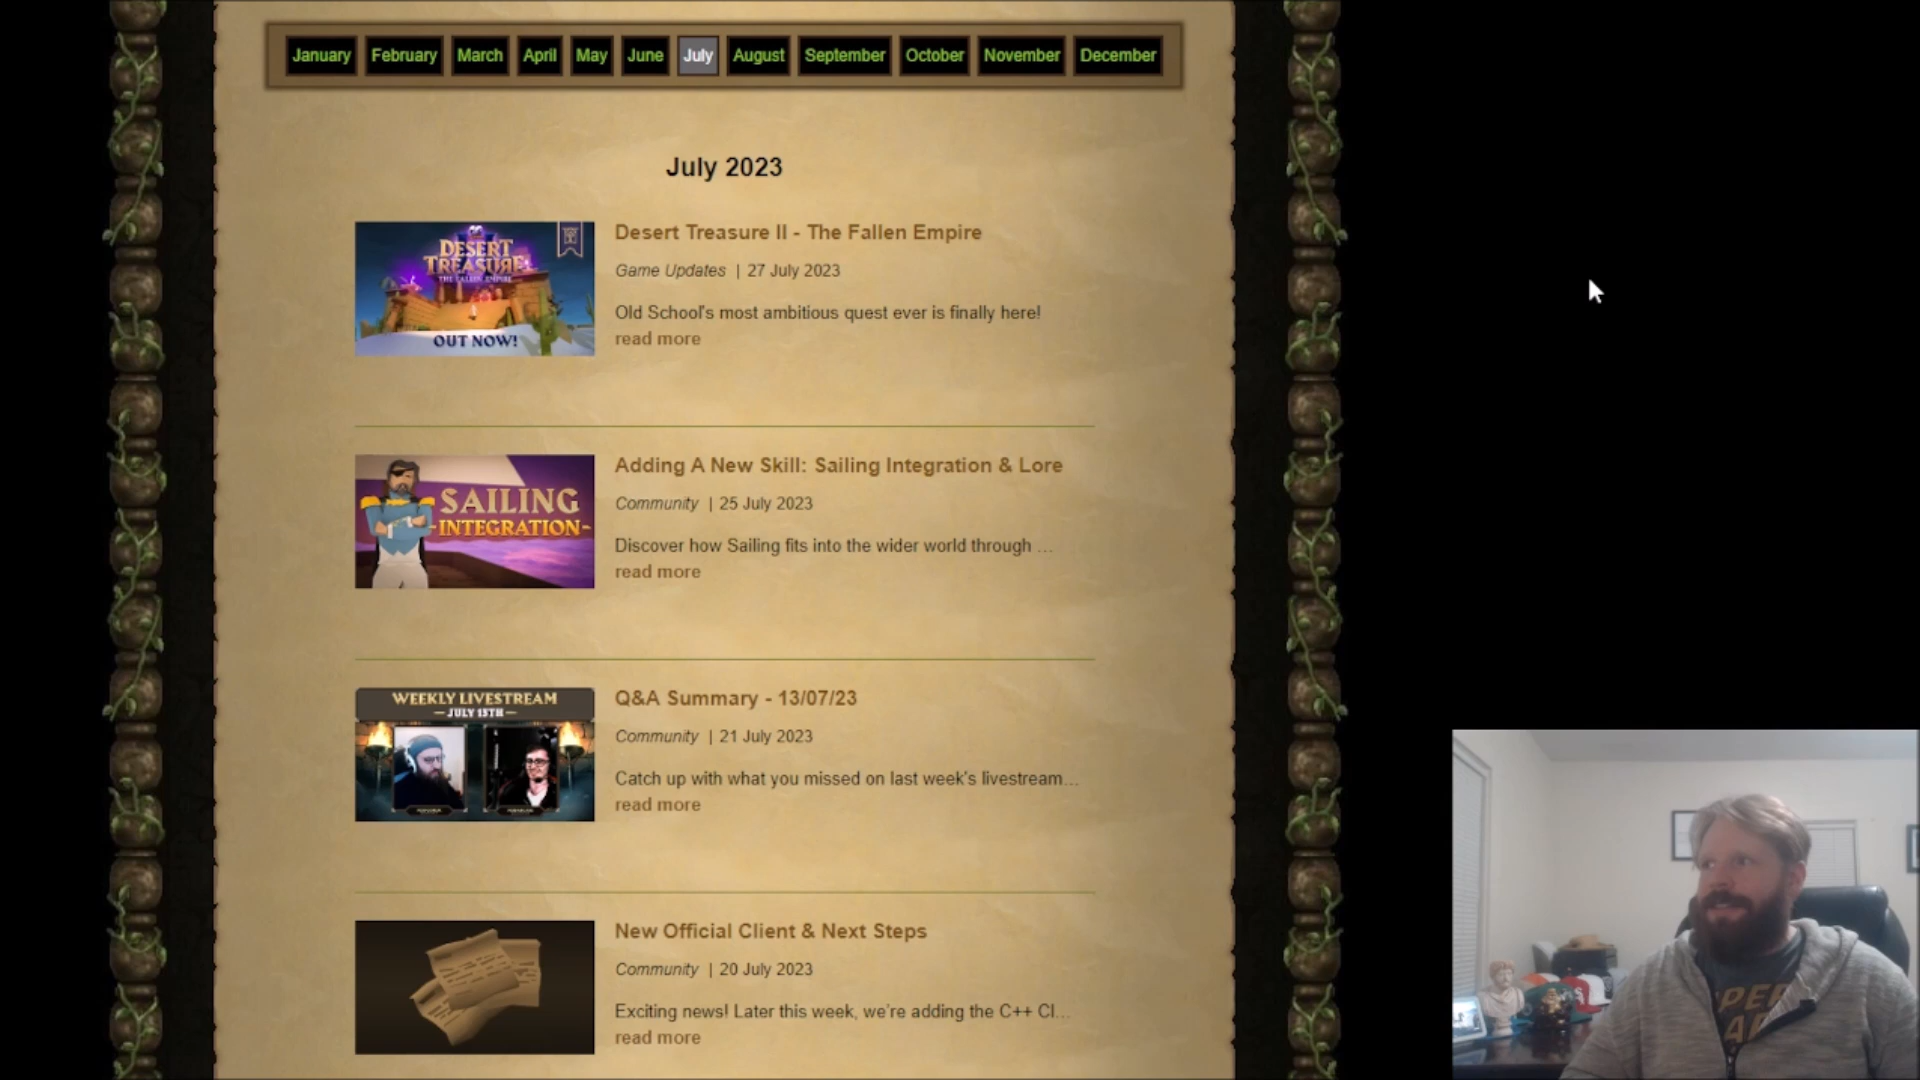 January February March April May June July August September October November December
July 2023
DESERT
TREASURE
THE FALLEN EMPIRE
OUT NOW!
Desert Treasure II - The Fallen Empire
Game Updates | 27 July 2023
Old School's most ambitious quest ever is finally here!
read more
SAILING
-INTEGRATION-
Adding A New Skill: Sailing Integration & Lore
Community | 25 July 2023
Discover how Sailing fits into the wider world through ...
read more
WEEKLY LIVESTREAM
— JULY 13TH —
Q&A Summary - 13/07/23
Community | 21 July 2023
Catch up with what you missed on last week's livestream...
read more
New Official Client & Next Steps
Community | 20 July 2023
Exciting news! Later this week, we're adding the C++ Cl...
read more